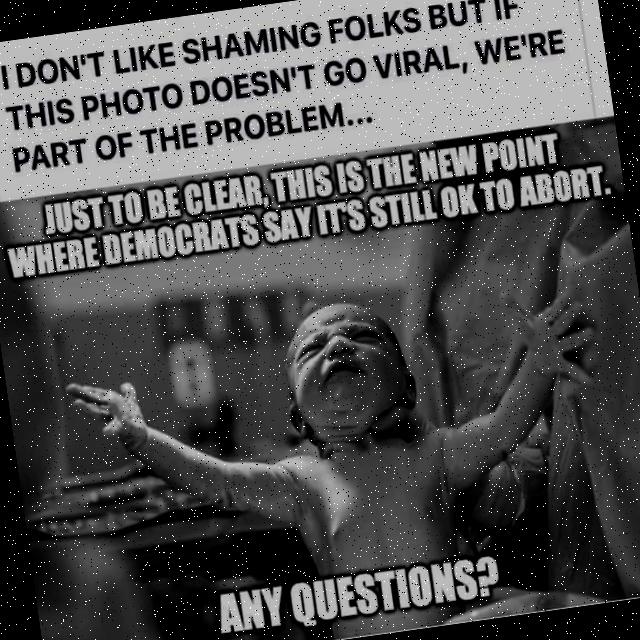 I DON'T LIKE SHAMING FOLKS BUT IF
THIS PHOTO DOESN'T GO VIRAL, WE'RE
PART OF THE PROBLEM...
JUST TO BE CLEAR, THIS IS THE NEW POINT
WHERE DEMOCRATS SAY IT'S STILL OK TO ABORT.
ANY QUESTIONS?